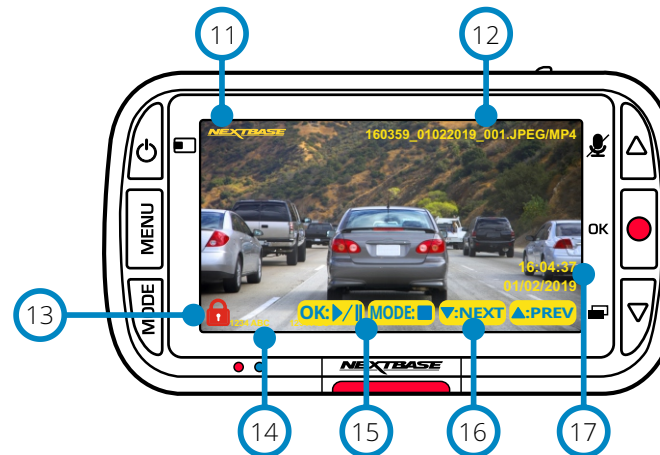 11
12
NEXTBASE
160359_01022019_001.JPEG/MP4
MENU
OK
MODE
16:04:37
01/02/2019
13
OK: / MODE: :NEXT :PREV
NEXTBASE
14
15
16
17